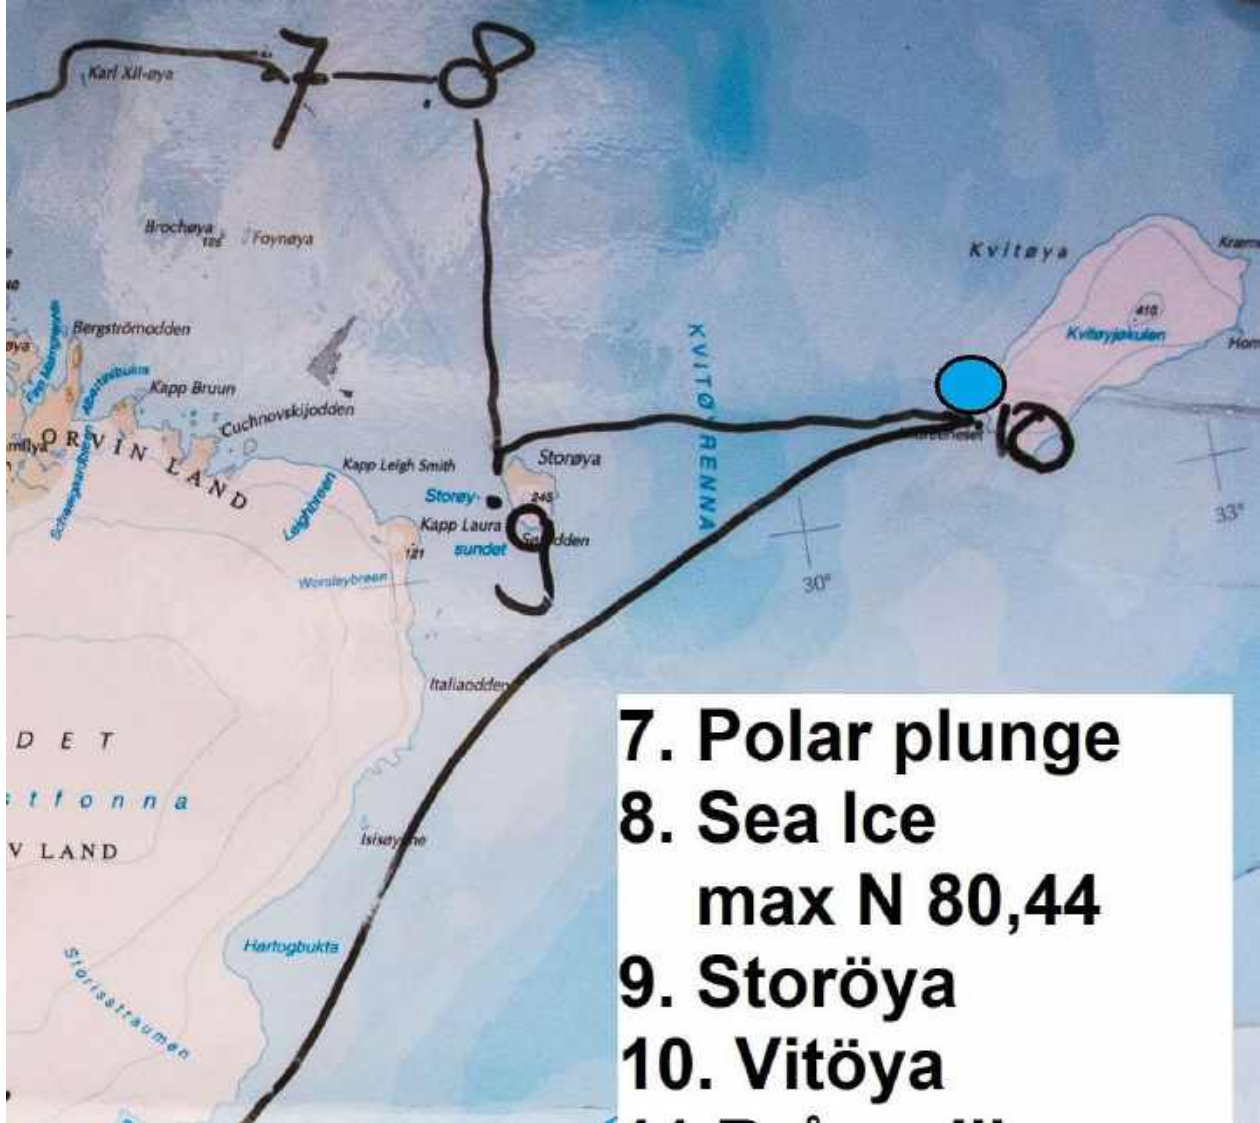 Karl XII-øya
7
8
Brochøya
Foynøya
Kvitøya
Bergströmodden
410
Kvitøyjøkulen
Kapp Bruun
Cuchnovskijodden
KVITØYRENNA
10
ORVIN LAND
Kapp Leigh Smith
Storøya
Leighbreen
Storøy-
245
Kapp Laura
sundet
9
121
Worsleybreen
30°
33°
Italiaodden
D E T
7. Polar plunge
8. Sea Ice
max N 80,44
9. Storöya
10. Vitöya
V LAND
Hartogbukta
Storisstraumen